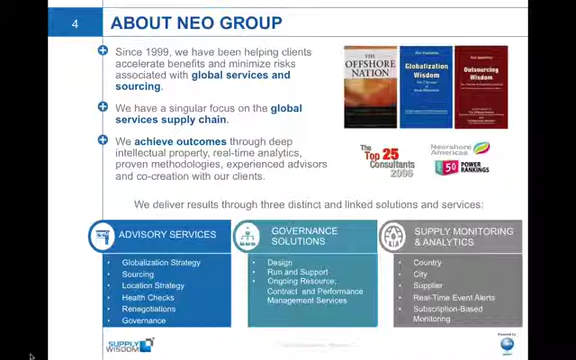 4
ABOUT NEO GROUP
Since 1999, we have been helping clients
accelerate benefits and minimize risks
associated with global services and
sourcing.
We have a singular focus on the global
services supply chain.
We achieve outcomes through deep
intellectual property, real-time analytics,
proven methodologies, experienced advisors
and co-creation with our clients.
THE
OFFSHORE
NATION
Globalization
Wisdom
Outsourcing
Wisdom
The
Top 25
Consultants
2006
Nearshore
Americas
50 POWER
RANKINGS
We deliver results through three distinct and linked solutions and services:
ADVISORY SERVICES
Globalization Strategy
Sourcing
Location Strategy
Health Checks
Renegotiations
Governance
GOVERNANCE
SOLUTIONS
Design
Run and Support
Ongoing Resource,
Contract and Performance
Management Services
SUPPLY MONITORING
& ANALYTICS
Country
City
Supplier
Real-Time Event Alerts
Subscription-Based
Monitoring
SUPPLY
WISDOM
Powered by